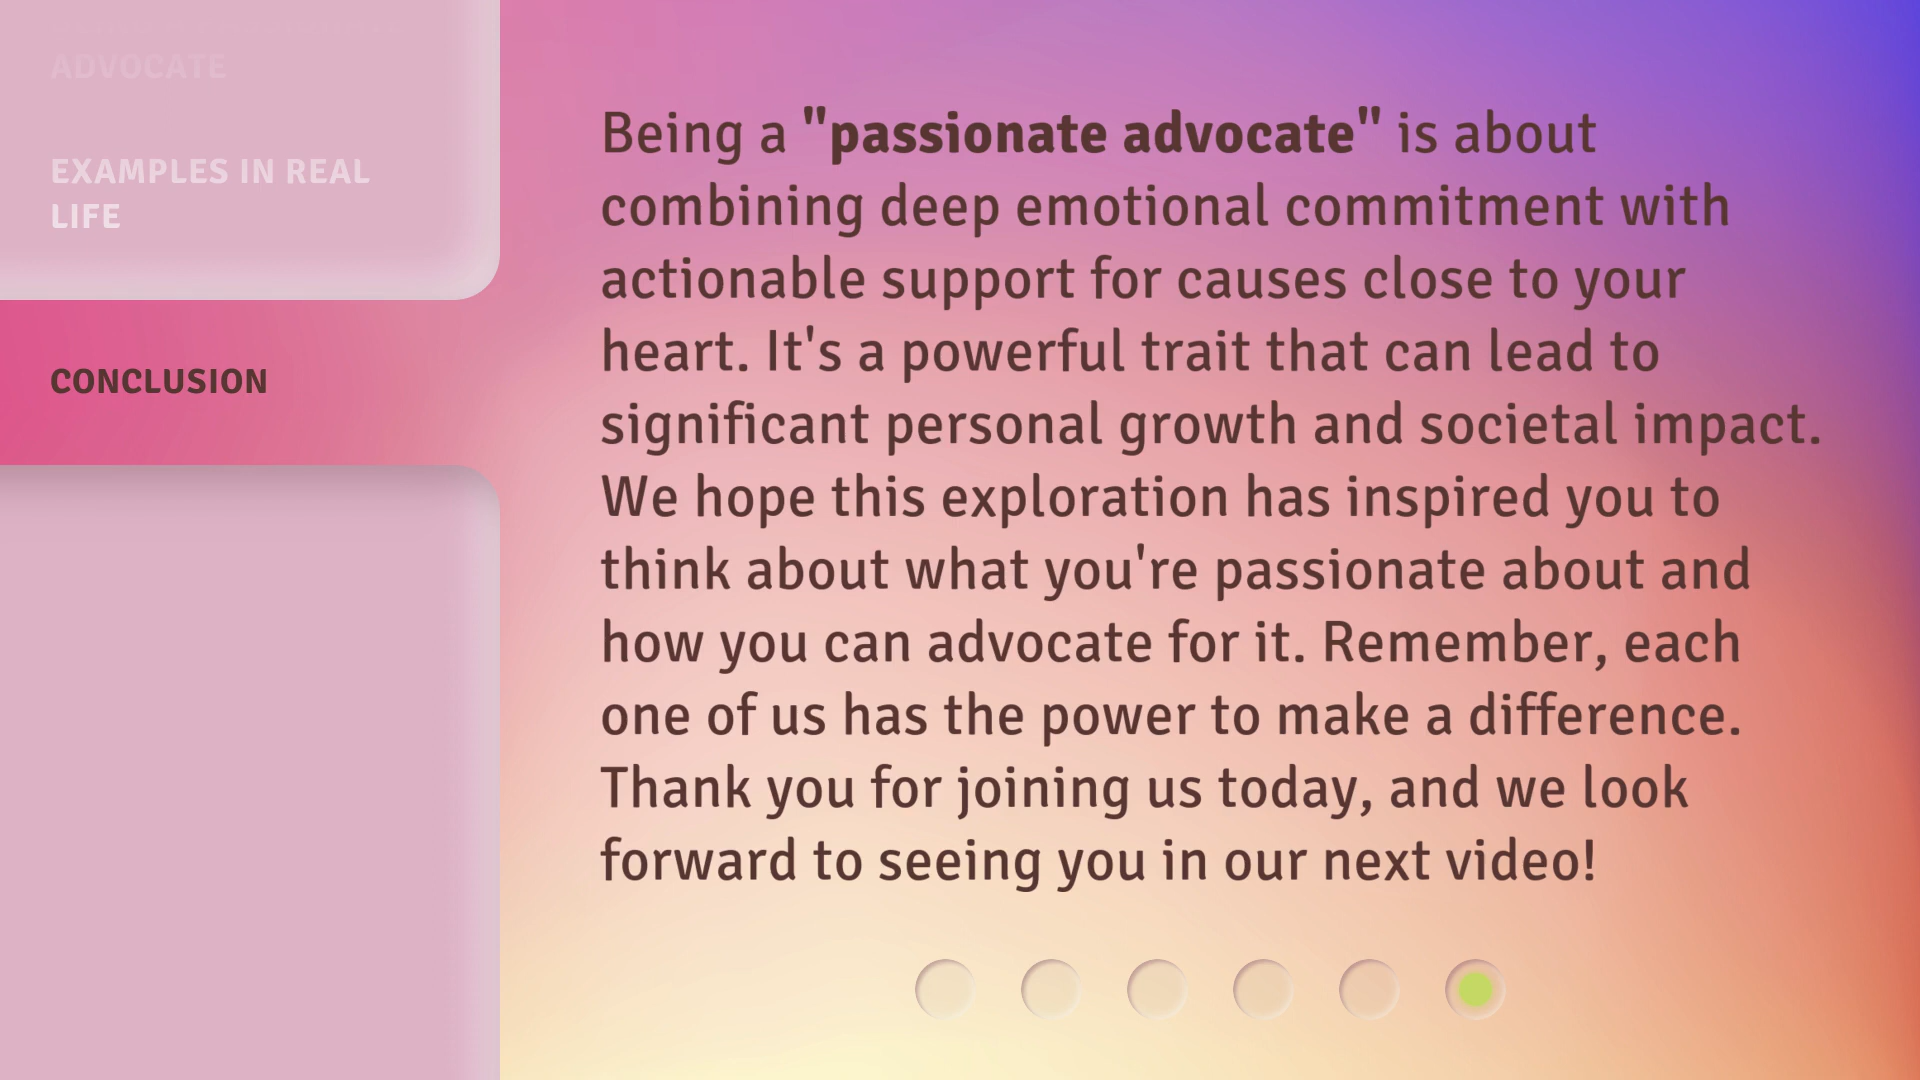 ADVOCATE
EXAMPLES IN REAL
LIFE
CONCLUSION
Being a "passionate advocate" is about
combining deep emotional commitment with
actionable support for causes close to your
heart. It's a powerful trait that can lead to
significant personal growth and societal impact.
We hope this exploration has inspired you to
think about what you're passionate about and
how you can advocate for it. Remember, each
one of us has the power to make a difference.
Thank you for joining us today, and we look
forward to seeing you in our next video!